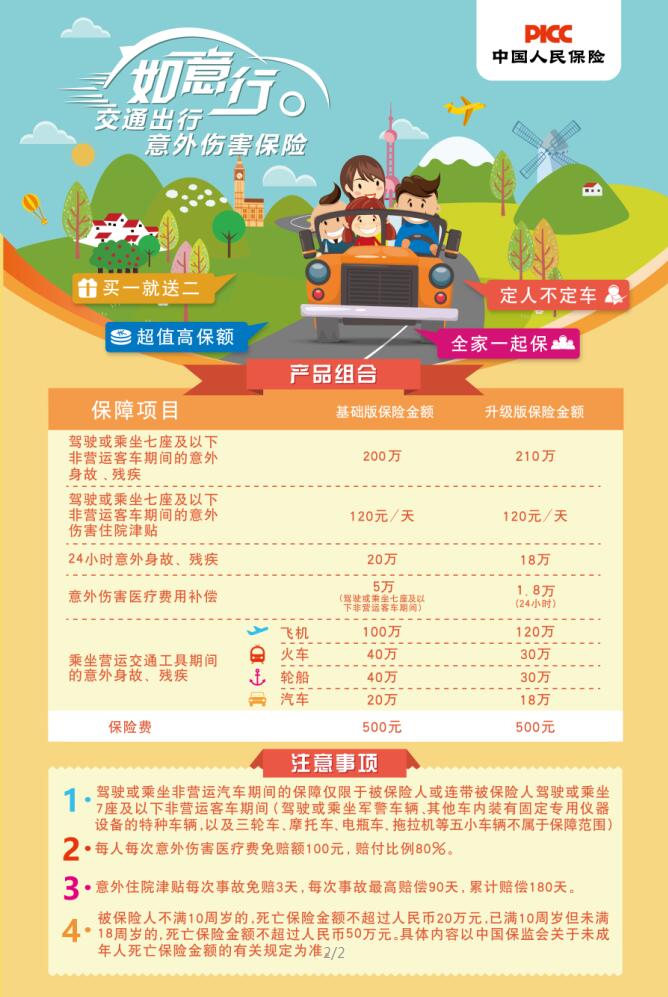 PICC
中国人民保险
如意行
交通出行
意外伤害保险
买一就送二
定人不定车
超值高保额
全家一起保
产品组合
保障项目 基础版保险金额 升级版保险金额
驾驶或乘坐七座及以下
非营运客车期间的意外
身故、残疾
200万 210万
驾驶或乘坐七座及以下
非营运客车期间的意外
伤害住院津贴
120元/天 120元/天
24小时意外身故、残疾 20万 18万
意外伤害医疗费用补偿
5万
(驾驶或乘坐七座及以
下非营运客车期间)
1.8万
(24小时)
乘坐营运交通工具期间
的意外身故、残疾
飞机 100万 120万
火车 40万 30万
轮船 40万 30万
汽车 20万 18万
保险费 500元 500元
注意事项
1·驾驶或乘坐非营运汽车期间的保障仅限于被保险人或连带被保险人驾驶或乘坐
7座及以下非营运客车期间(驾驶或乘坐军警车辆、其他车内装有固定专用仪器
设备的特种车辆,以及三轮车、摩托车、电瓶车、拖拉机等五小车辆不属于保障范围)
2·每人每次意外伤害医疗费免赔额100元,赔付比例80%。
3·意外住院津贴每次事故免赔3天,每次事故最高赔偿90天,累计赔偿180天。
4·被保险人不满10周岁的,死亡保险金额不超过人民币20万元,已满10周岁但未满
18周岁的,死亡保险金额不超过人民币50万元。具体内容以中国保监会关于未成
年人死亡保险金额的有关规定为准。
2/2